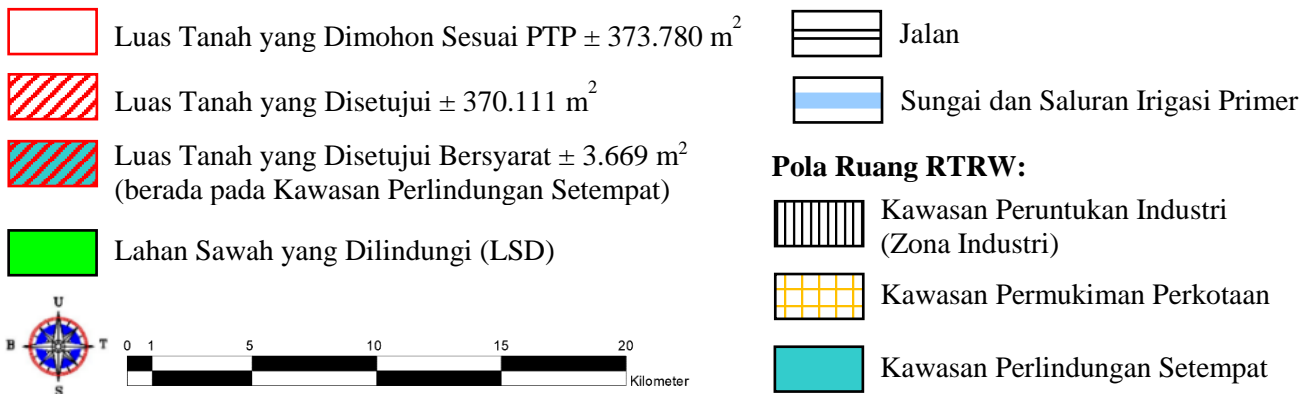 Luas Tanah yang Dimohon Sesuai PTP ± 373.780 m²
Luas Tanah yang Disetujui ± 370.111 m²
Luas Tanah yang Disetujui Bersyarat ± 3.669 m²
(berada pada Kawasan Perlindungan Setempat)
Lahan Sawah yang Dilindungi (LSD)
U
B T
S
0 1 5 10 15 20
Kilometer
Jalan
Sungai dan Saluran Irigasi Primer
Pola Ruang RTRW:
Kawasan Peruntukan Industri
(Zona Industri)
Kawasan Permukiman Perkotaan
Kawasan Perlindungan Setempat